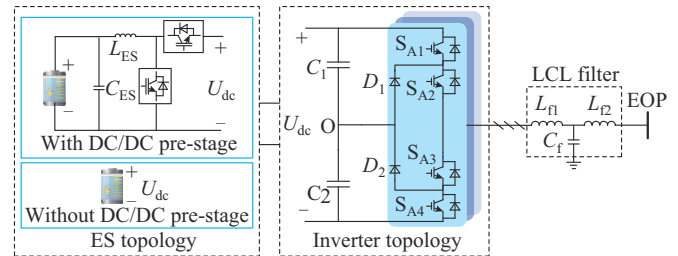 L_ES
C_ES
+
−
+
U_dc
−
With DC/DC pre-stage
+
−
U_dc
Without DC/DC pre-stage
ES topology
+
C_1
U_dc
O
C2
−
D_1
D_2
S_A1
S_A2
S_A3
S_A4
Inverter topology
LCL filter
L_f1
L_f2
C_f
EOP